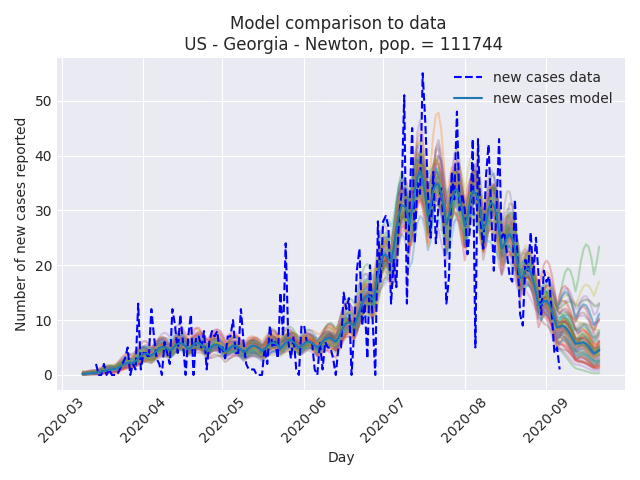 Model comparison to data
US - Georgia - Newton, pop. = 111744
new cases data
new cases model
Number of new cases reported
50
40
30
20
10
0
2020-03
2020-04
2020-05
2020-06
2020-07
2020-08
2020-09
Day